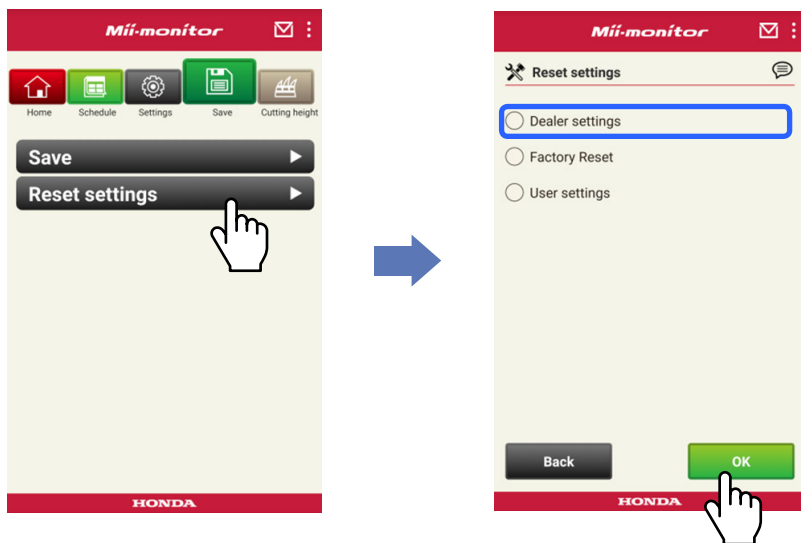 Mii-monitor
Home Schedule Settings Save Cutting height
Save
Reset settings
HONDA
Mii-monitor
Reset settings
Dealer settings
Factory Reset
User settings
Back OK
HONDA